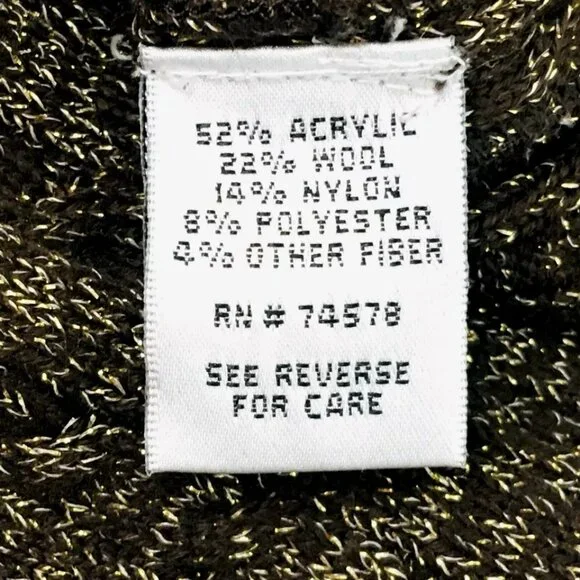 52% ACRYLIC
22% WOOL
14% NYLON
8% POLYESTER
4% OTHER FIBER
RN # 74578
SEE REVERSE
FOR CARE